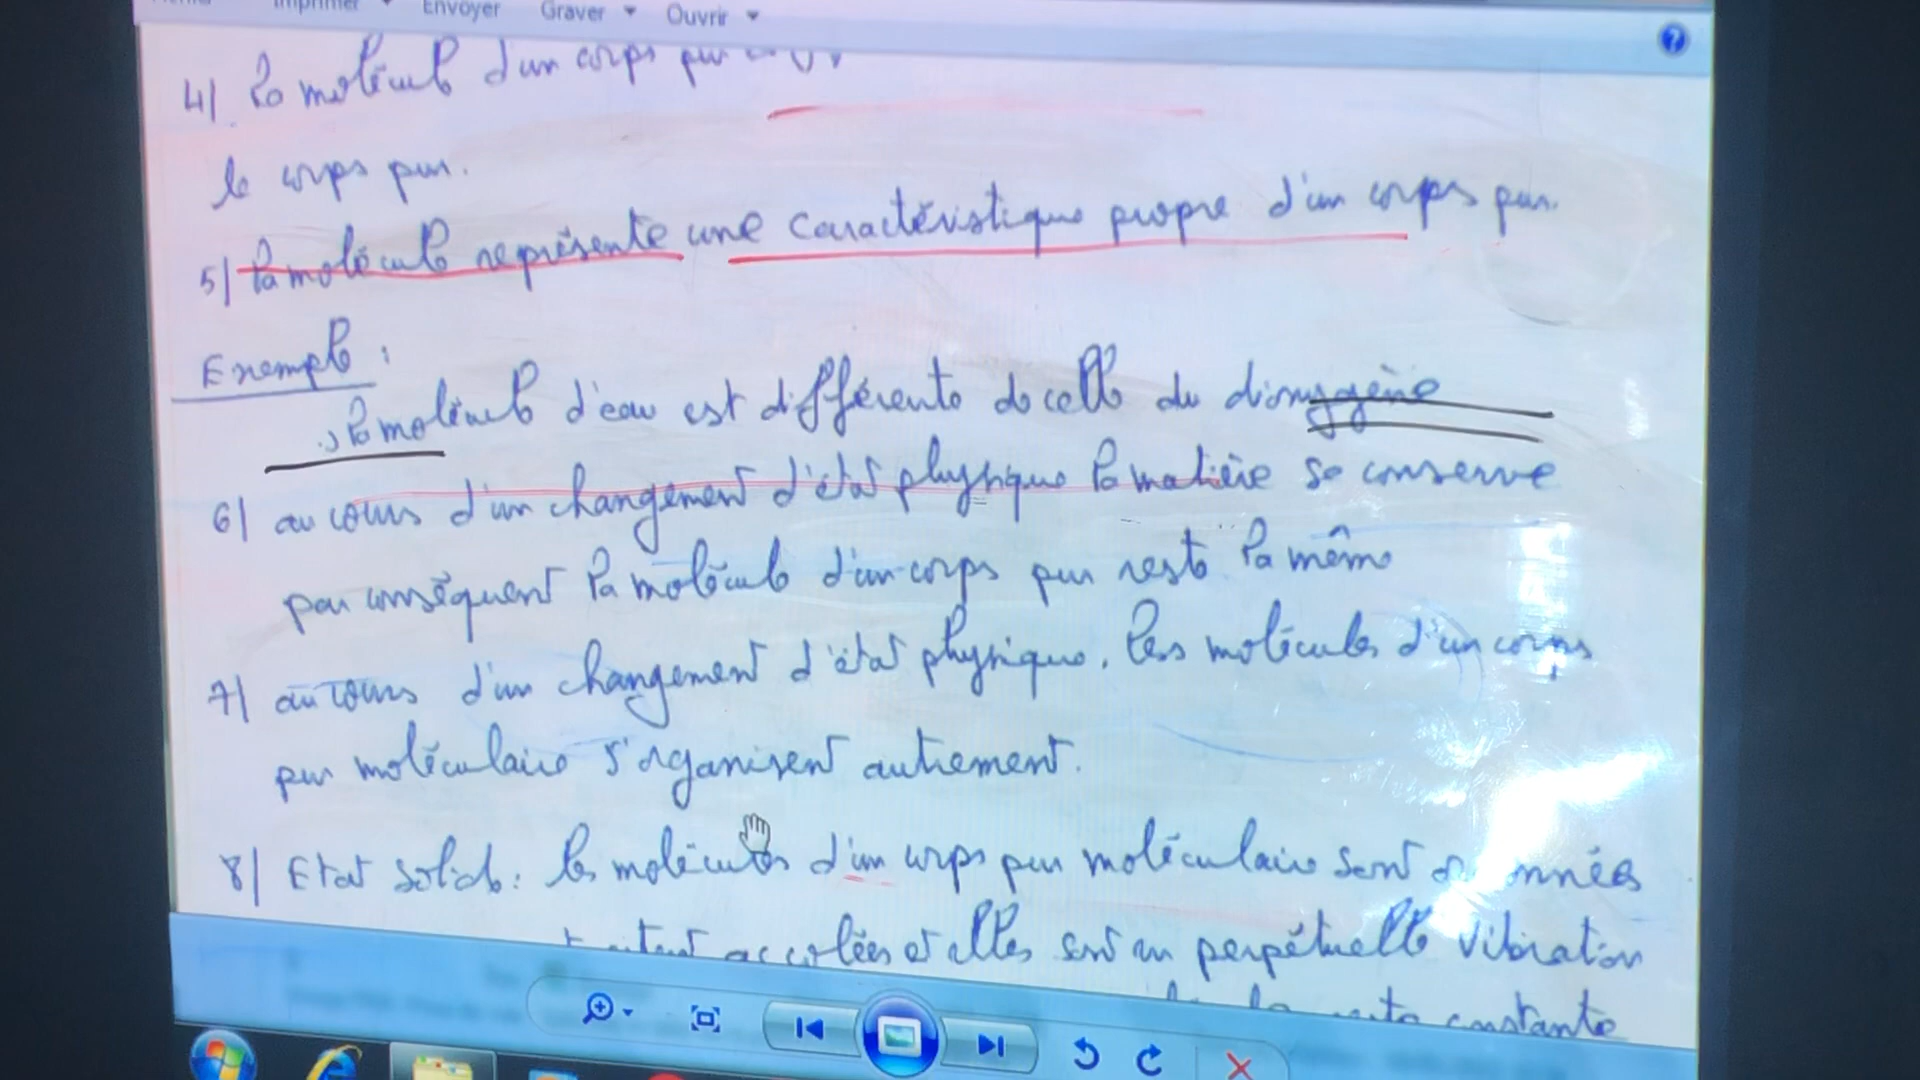 Imprimer Envoyer Graver Ouvrir
4) La molécule d'un corps pur
le corps pur.
5) La molécule représente une caractéristique propre d'un corps pur.
Exemple :
La molécule d'eau est différente de celle du dioxygène
6) au cours d'un changement d'état physique la matière se conserve
par conséquent la molécule d'un corps pur reste la même
7) au cours d'un changement d'état physique, les molécules d'un corps
pur moléculaire s'organisent autrement.
8) Etat solide : les molécules d'un corps pur moléculaire sont
accolées et elles sont en perpétuelle vibration
constante